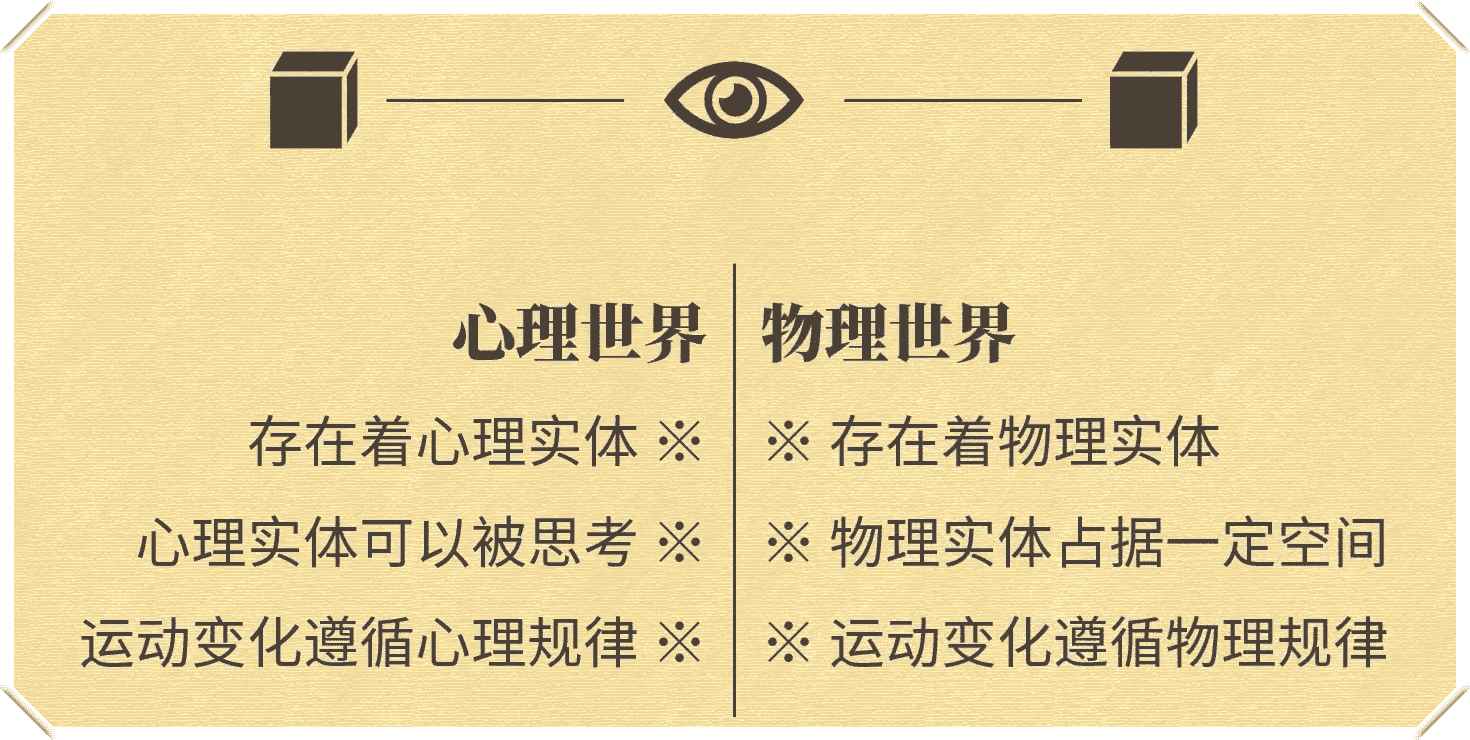 心理世界
存在着心理实体 ※
心理实体可以被思考 ※
运动变化遵循心理规律 ※
物理世界
※ 存在着物理实体
※ 物理实体占据一定空间
※ 运动变化遵循物理规律